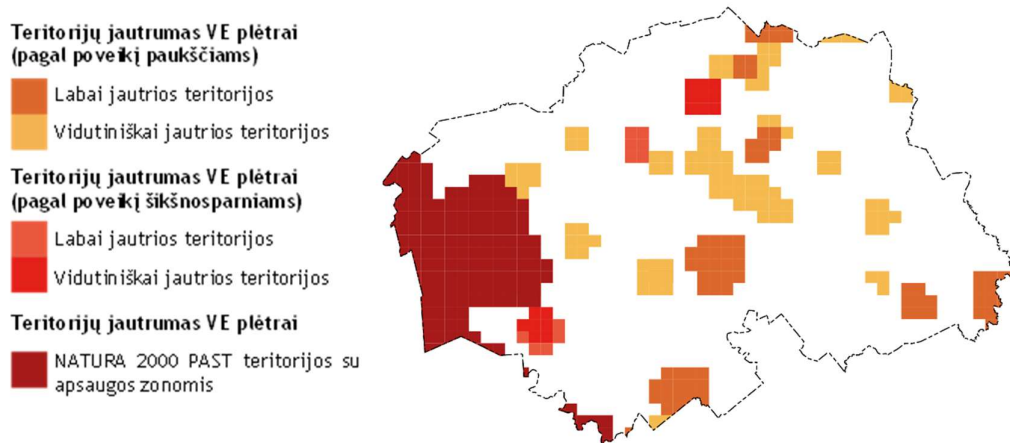 Teritorijų jautrumas VE plėtrai
(pagal poveikį paukščiams)
Labai jautrios teritorijos
Vidutiniškai jautrios teritorijos
Teritorijų jautrumas VE plėtrai
(pagal poveikį šikšnosparniams)
Labai jautrios teritorijos
Vidutiniškai jautrios teritorijos
Teritorijų jautrumas VE plėtrai
NATURA 2000 PAST teritorijos su
apsaugos zonomis